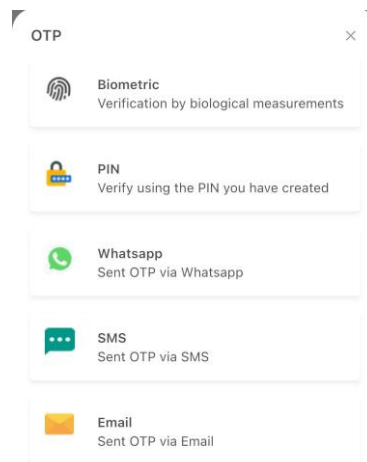 OTP
Biometric
Verification by biological measurements
PIN
Verify using the PIN you have created
Whatsapp
Sent OTP via Whatsapp
SMS
Sent OTP via SMS
Email
Sent OTP via Email